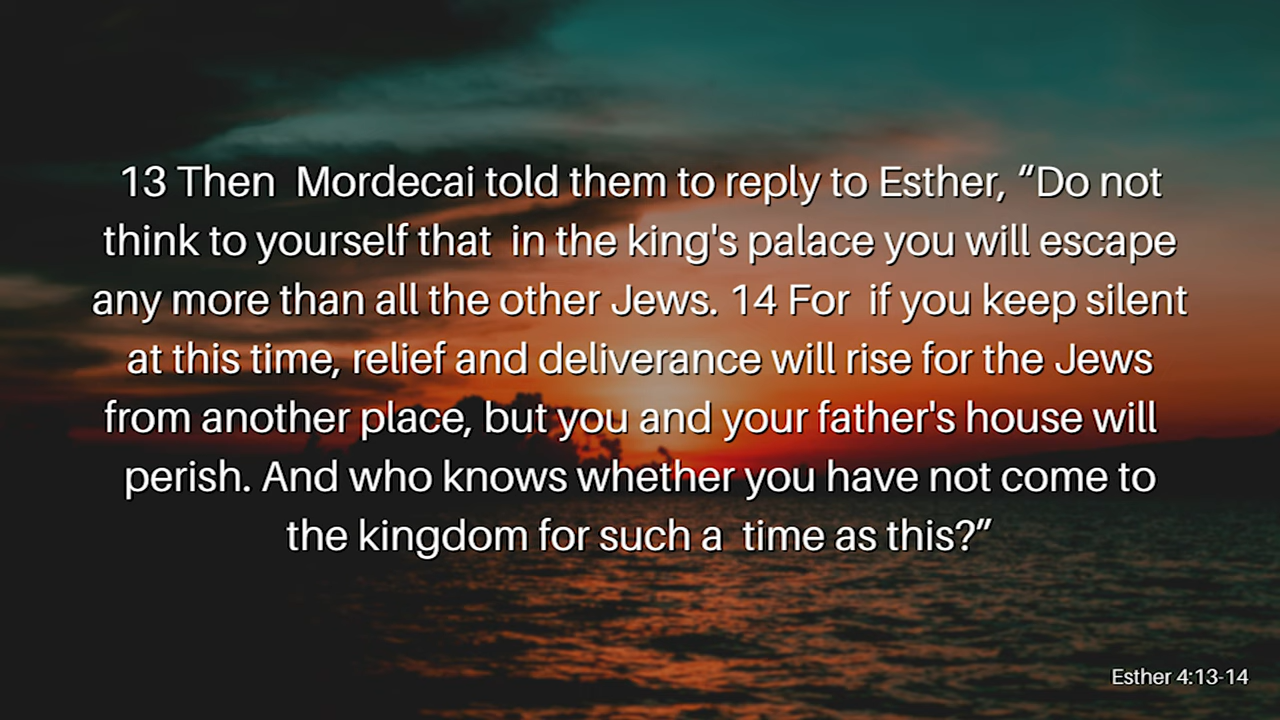 13 Then  Mordecai told them to reply to Esther, “Do not
think to yourself that  in the king's palace you will escape
any more than all the other Jews. 14 For  if you keep silent
at this time, relief and deliverance will rise for the Jews
from another place, but you and your father's house will
perish. And who knows whether you have not come to
the kingdom for such a  time as this?”
Esther 4:13-14